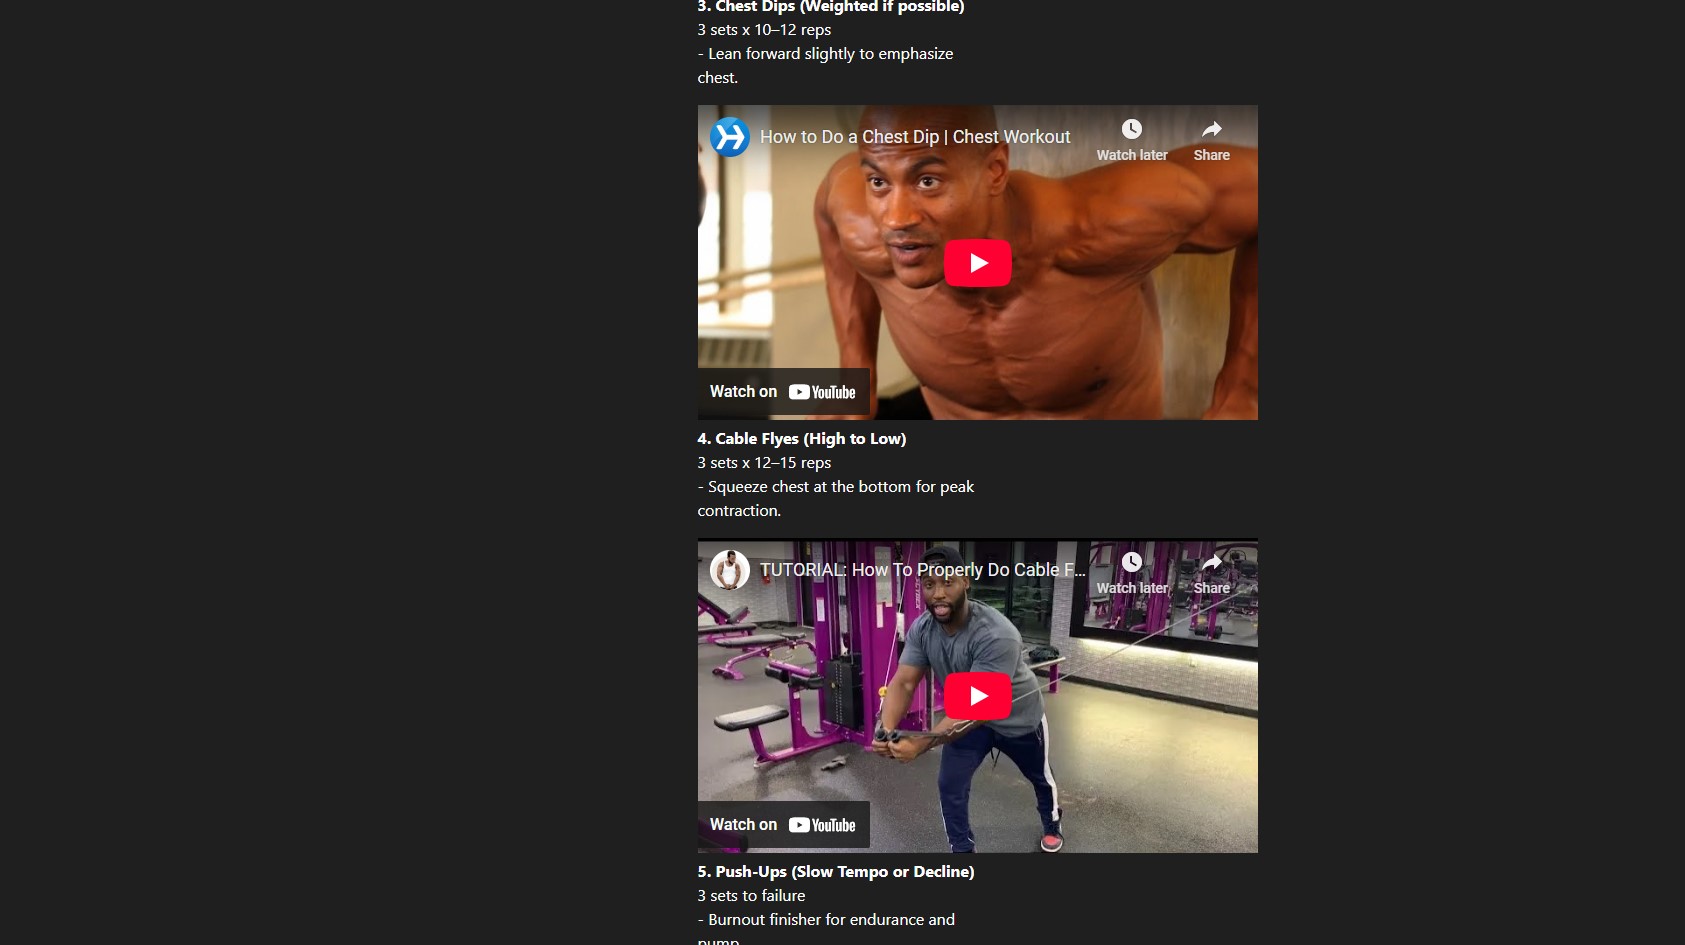 3. Chest Dips (Weighted if possible)
3 sets x 10–12 reps
- Lean forward slightly to emphasize
chest.
How to Do a Chest Dip | Chest Workout
Watch later
Share
Watch on YouTube
4. Cable Flyes (High to Low)
3 sets x 12–15 reps
- Squeeze chest at the bottom for peak
contraction.
TUTORIAL: How To Properly Do Cable F...
Watch later
Share
Watch on YouTube
5. Push-Ups (Slow Tempo or Decline)
3 sets to failure
- Burnout finisher for endurance and
pump